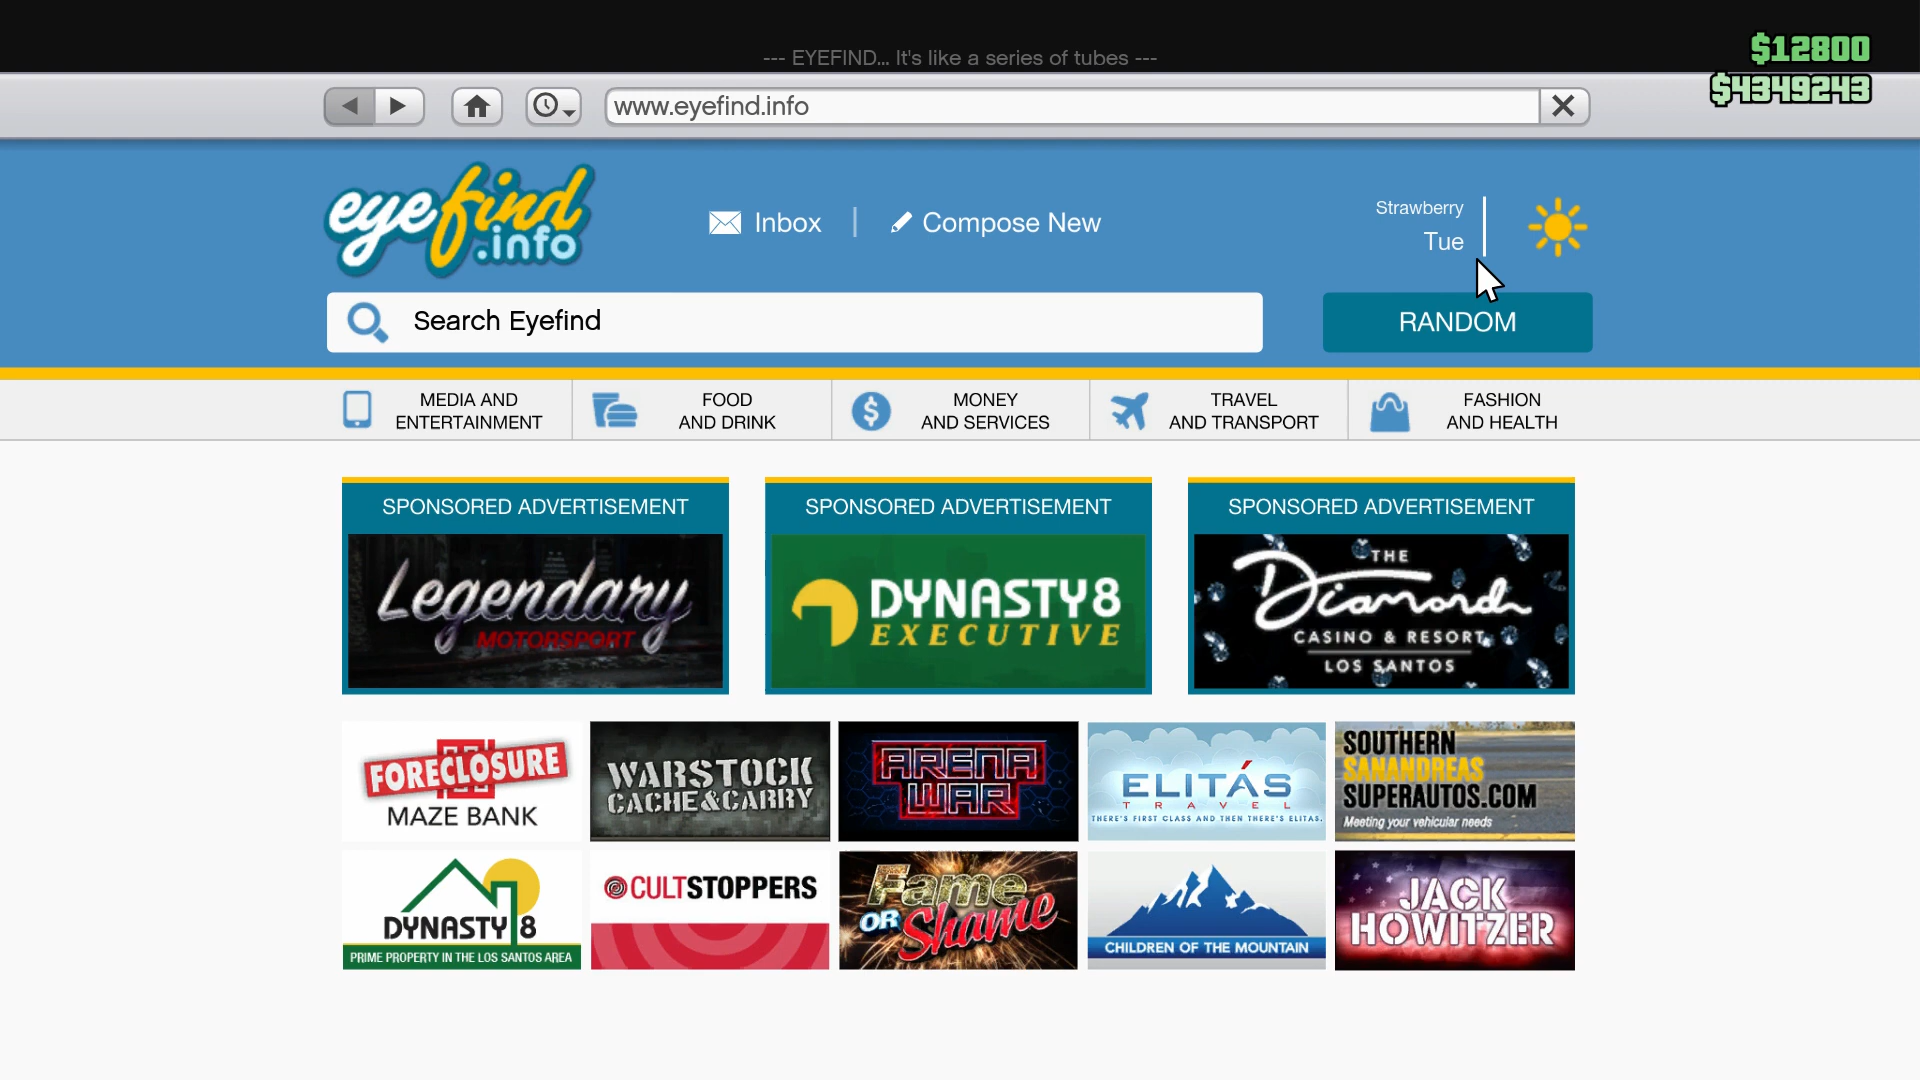 --- EYEFIND... It's like a series of tubes ---
$12800
$4349243
www.eyefind.info
eyefind
.info
Inbox
Compose New
Strawberry
Tue
Search Eyefind
RANDOM
MEDIA AND
ENTERTAINMENT
FOOD
AND DRINK
MONEY
AND SERVICES
TRAVEL
AND TRANSPORT
FASHION
AND HEALTH
SPONSORED ADVERTISEMENT
Legendary
MOTORSPORT
SPONSORED ADVERTISEMENT
DYNASTY 8
EXECUTIVE
SPONSORED ADVERTISEMENT
THE
Diamond
CASINO & RESORT
LOS SANTOS
FORECLOSURE
MAZE BANK
WARSTOCK
CACHE&CARRY
ARENA
WAR
ELITÁS
TRAVEL
THERE'S FIRST CLASS AND THEN THERE'S ELITAS.
SOUTHERN
SANANDREAS
SUPERAUTOS.COM
Meeting your vehicular needs
DYNASTY 8
PRIME PROPERTY IN THE LOS SANTOS AREA
CULTSTOPPERS
Fame
OR Shame
CHILDREN OF THE MOUNTAIN
JACK
HOWITZER